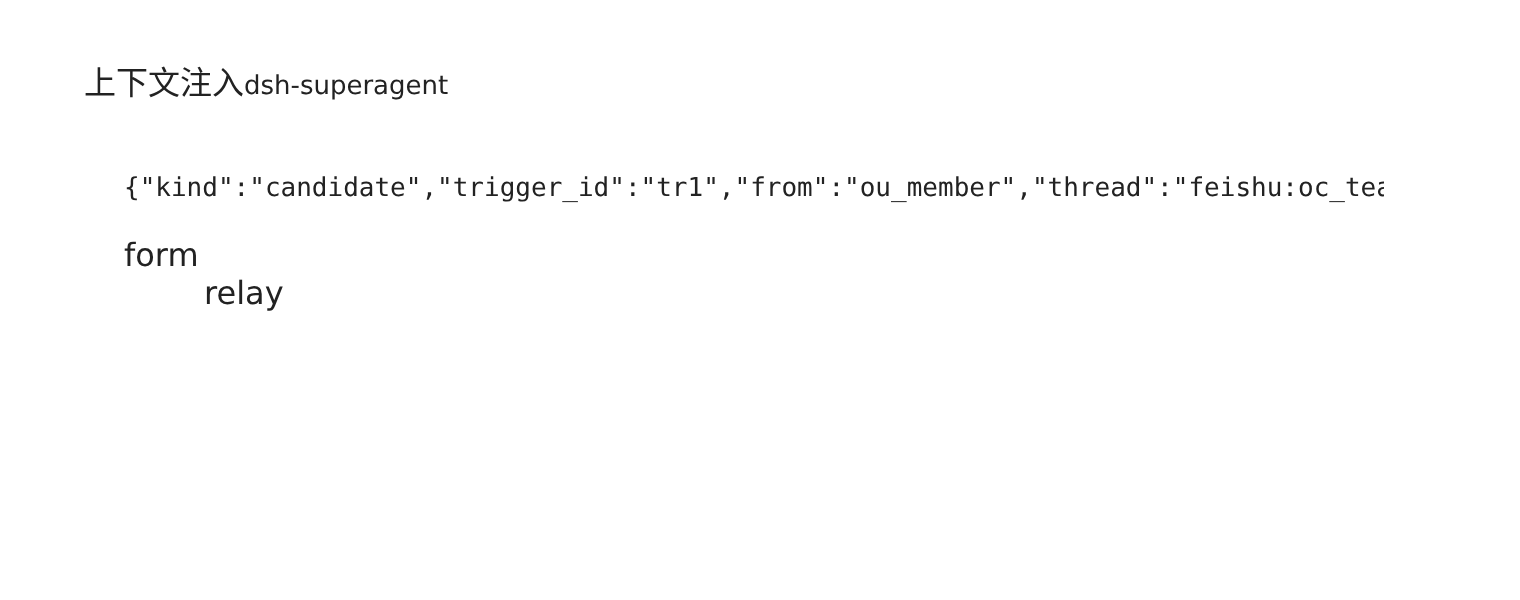 上下文注入dsh-superagent
{"kind":"candidate","trigger_id":"tr1","from":"ou_member","thread":"feishu:oc_tea
form
relay